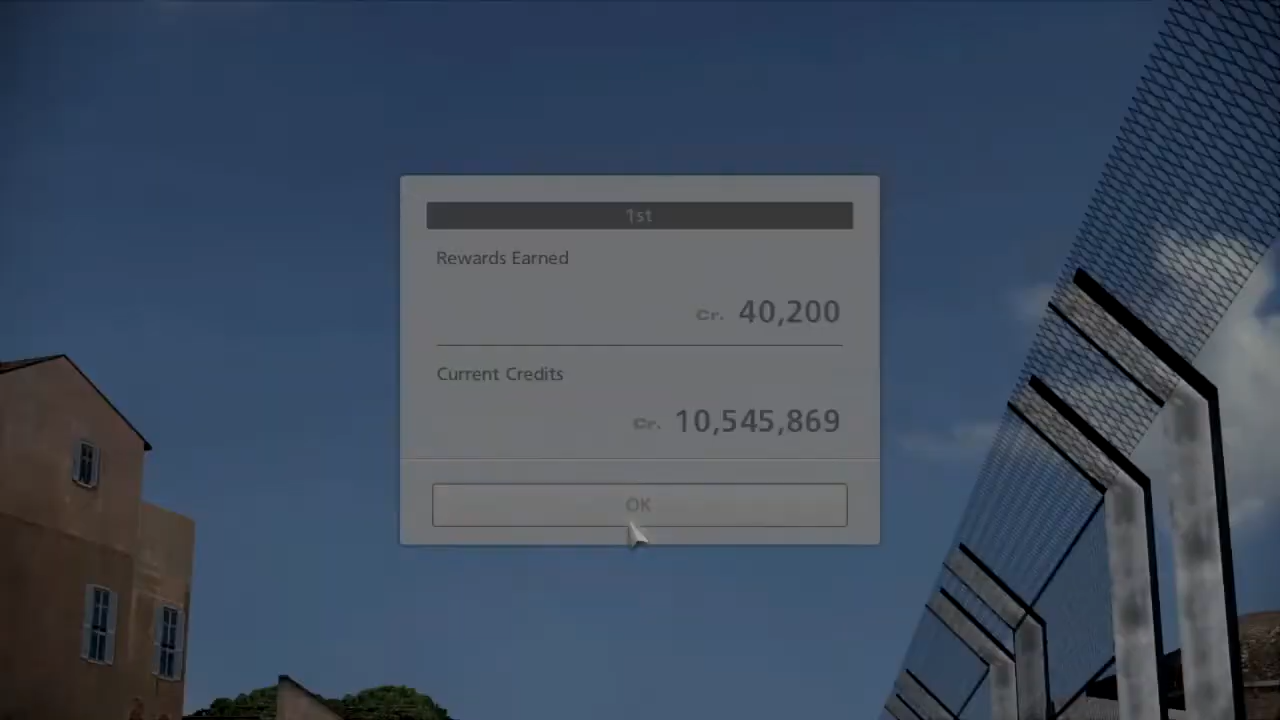 1st
Rewards Earned
Cr. 40,200
Current Credits
Cr. 10,545,869
OK